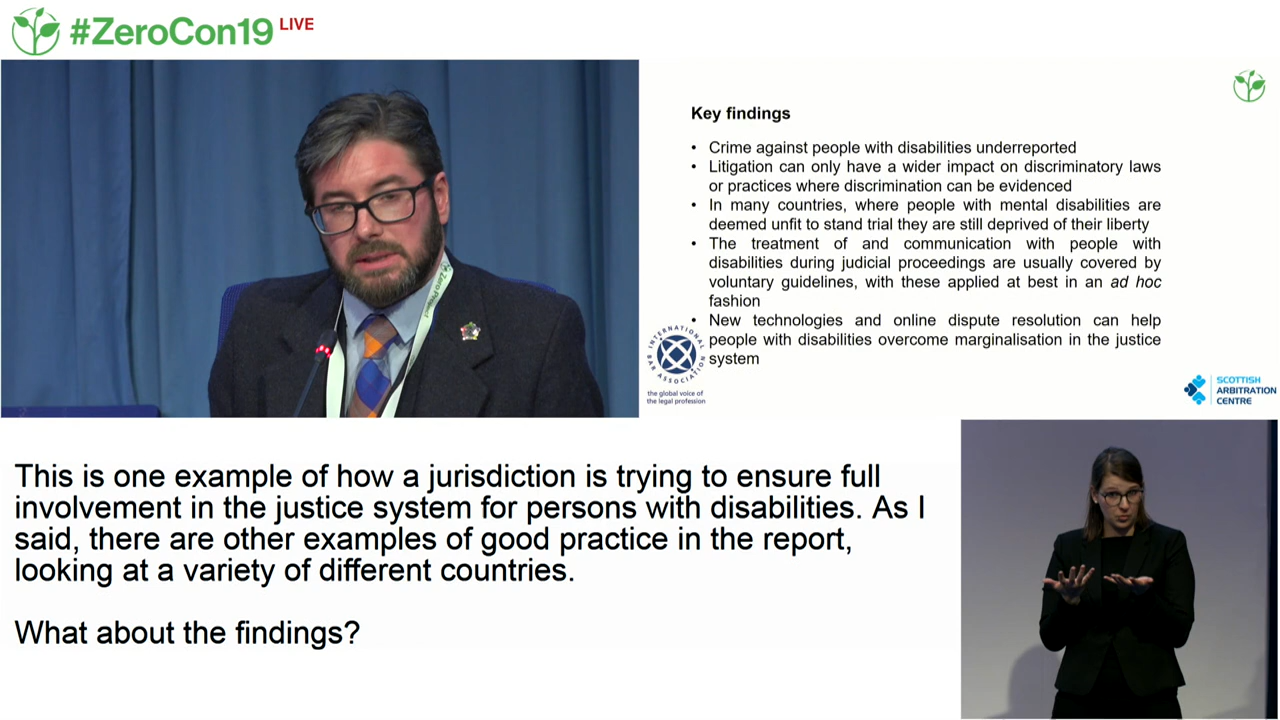 #ZeroCon19 LIVE
Key findings
• Crime against people with disabilities underreported
• Litigation can only have a wider impact on discriminatory laws
or practices where discrimination can be evidenced
• In many countries, where people with mental disabilities are
deemed unfit to stand trial they are still deprived of their liberty
• The treatment of and communication with people with
disabilities during judicial proceedings are usually covered by
voluntary guidelines, with these applied at best in an ad hoc
fashion
• New technologies and online dispute resolution can help
people with disabilities overcome marginalisation in the justice
system
INTERNATIONAL BAR ASSOCIATION
the global voice of
the legal profession
SCOTTISH
ARBITRATION
CENTRE
Zero Project
This is one example of how a jurisdiction is trying to ensure full
involvement in the justice system for persons with disabilities. As I
said, there are other examples of good practice in the report,
looking at a variety of different countries.
What about the findings?